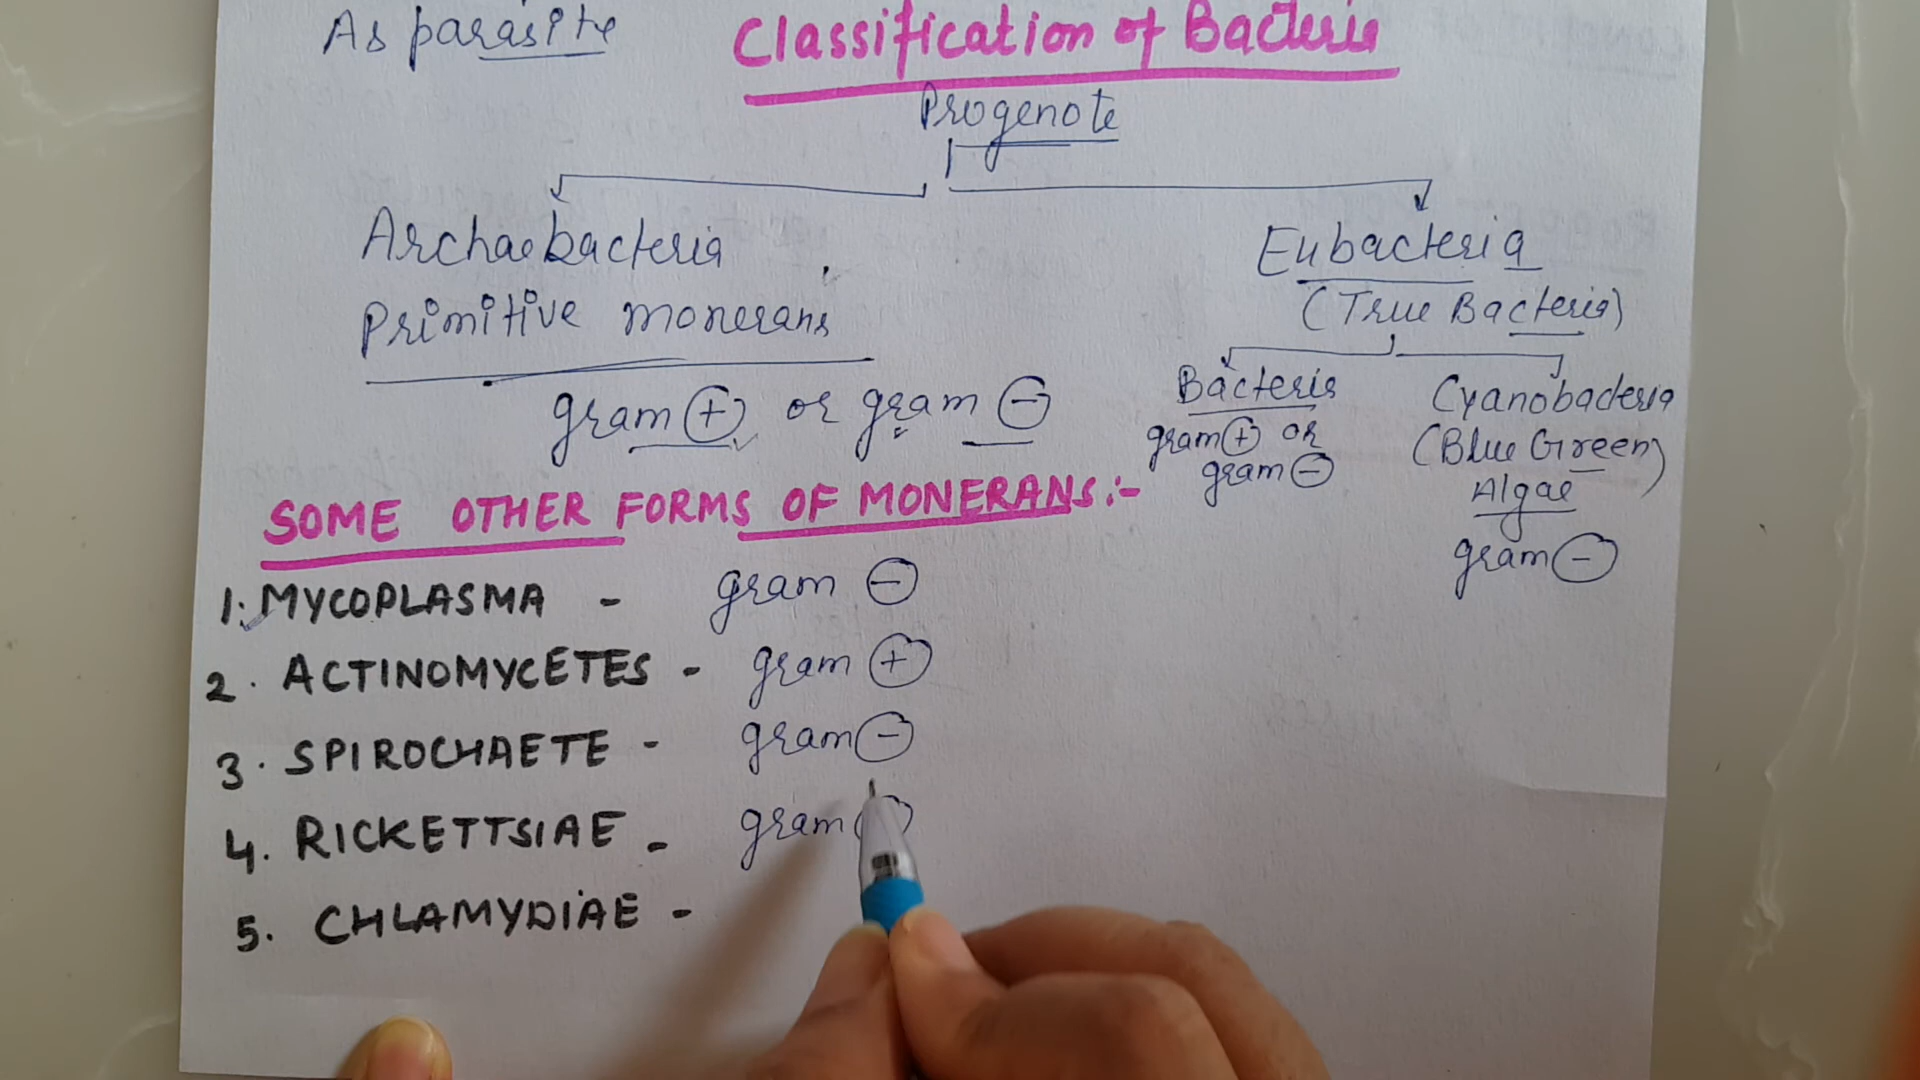 As parasite
Classification of Bacteria
Progenote
Archaebacteria
Primitive monerans
gram ⊕ or gram ⊖
Eubacteria
(True Bacteria)
Bacteria
gram ⊕ or
gram ⊖
Cyanobacteria
(Blue Green)
Algae
gram ⊖
SOME OTHER FORMS OF MONERANS:-
1. MYCOPLASMA - gram ⊖
2. ACTINOMYCETES - gram ⊕
3. SPIROCHAETE - gram ⊖
4. RICKETTSIAE - gram
5. CHLAMYDIAE -